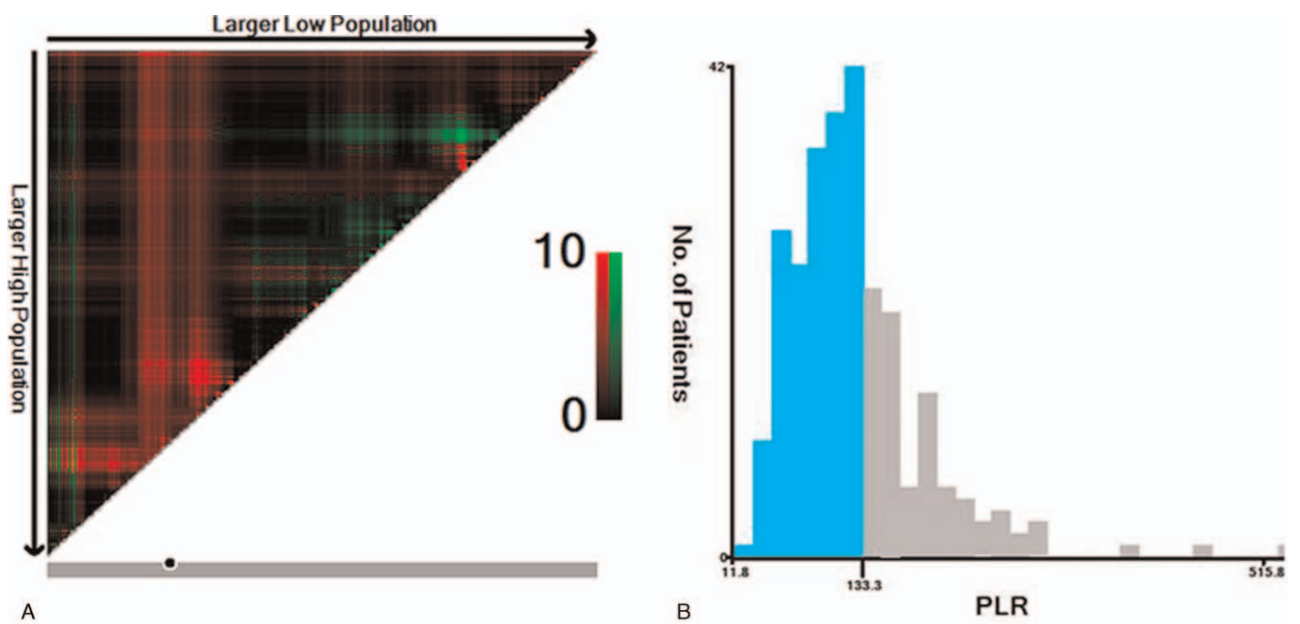 Larger Low Population
Larger High Population
10
0
A
42
No. of Patients
0
11.8
133.3
515.8
PLR
B